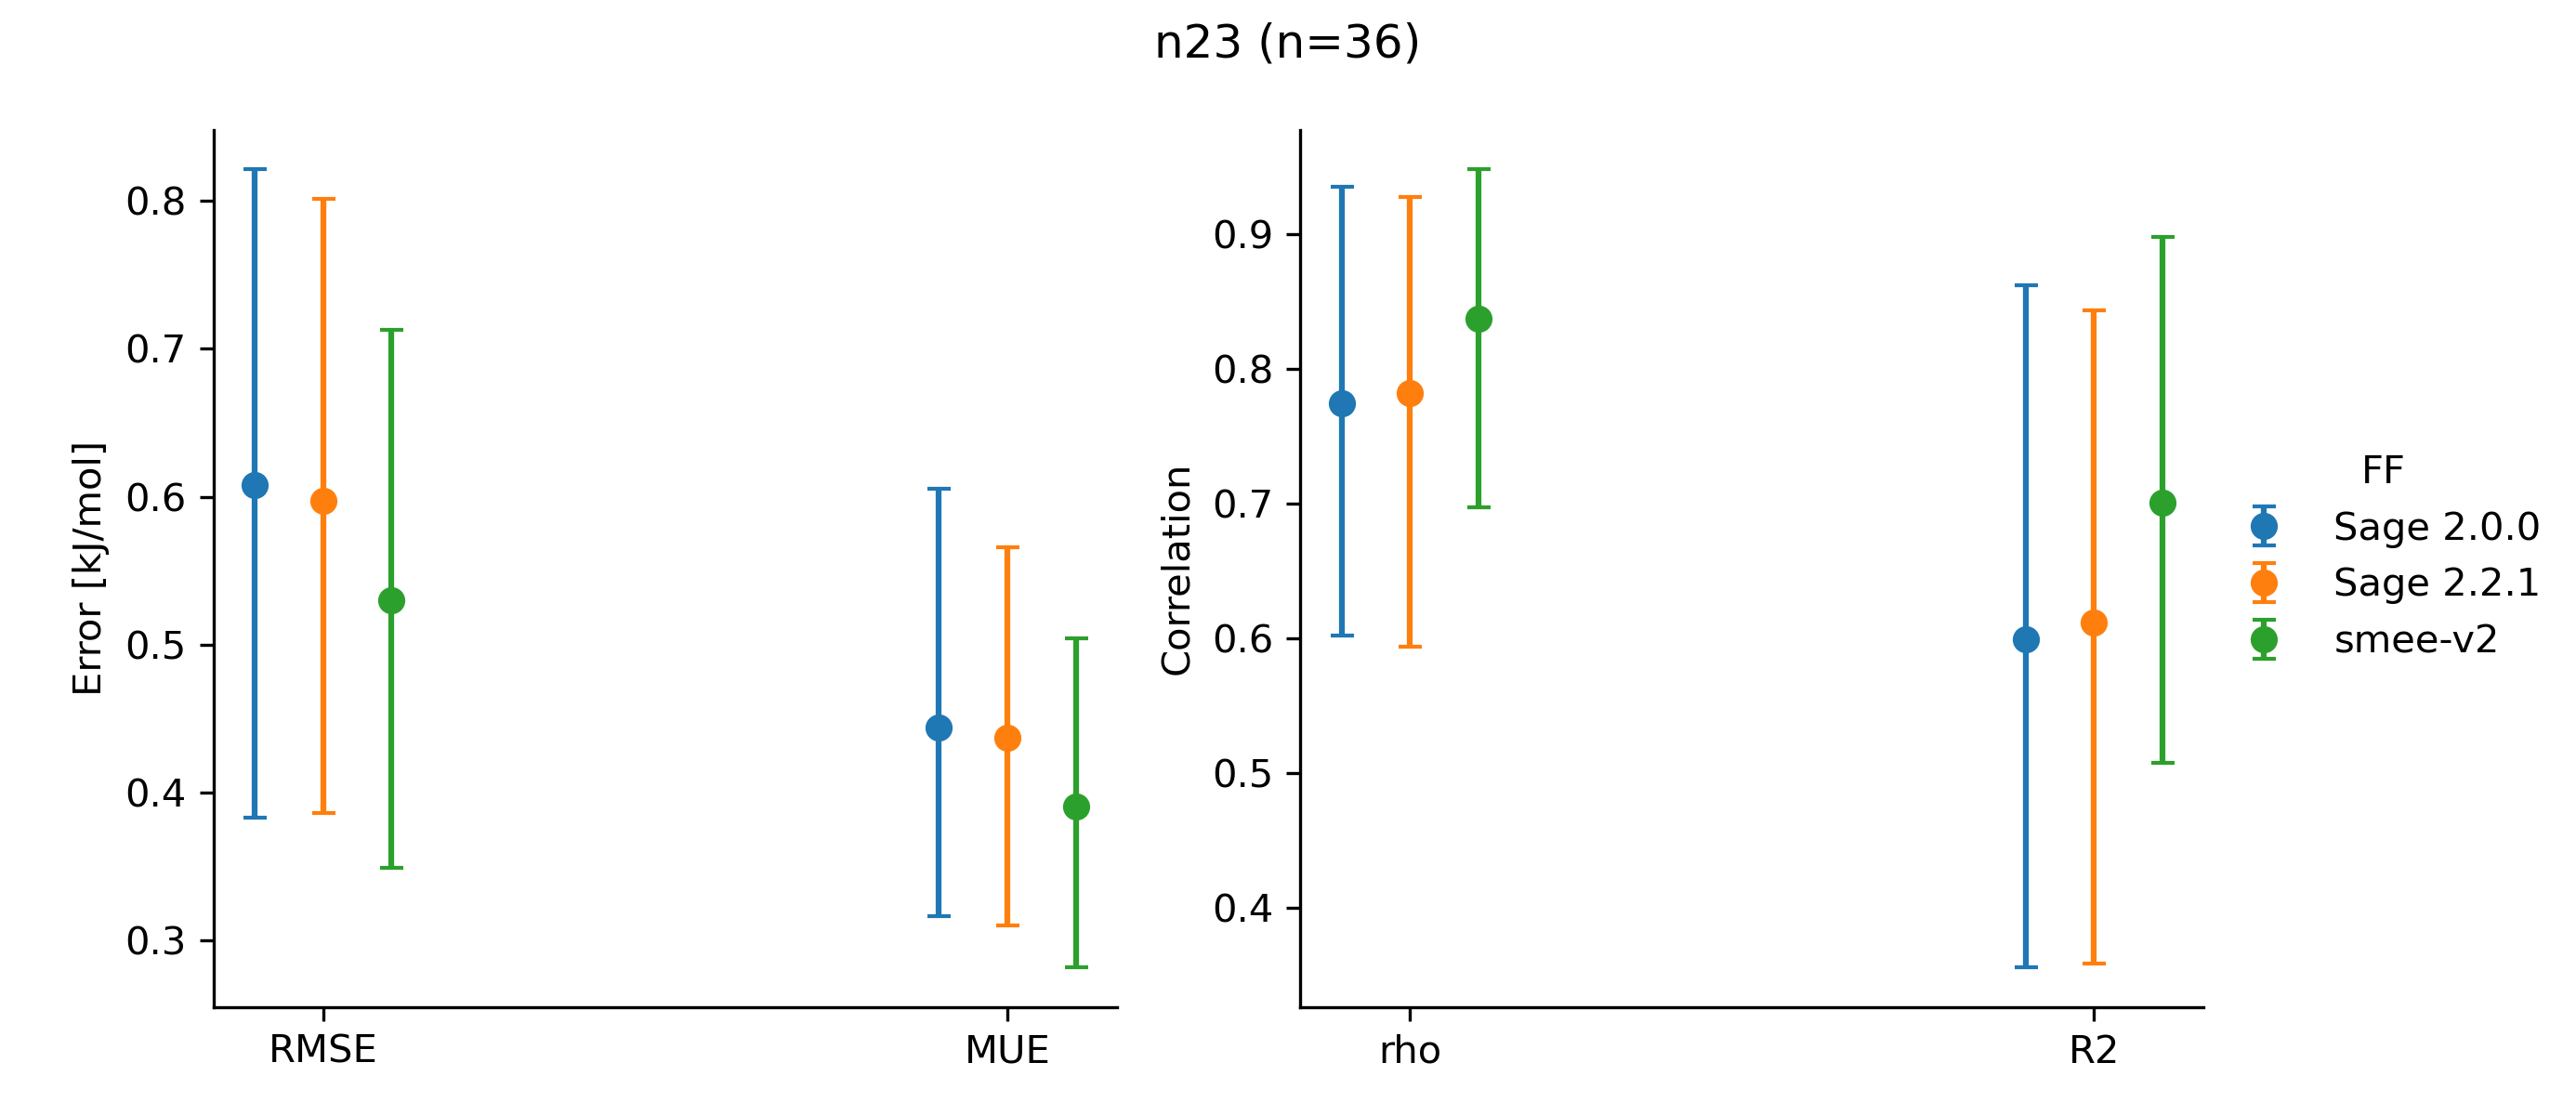 n23 (n=36)
Error [kJ/mol]
0.8
0.7
0.6
0.5
0.4
0.3
RMSE
MUE
Correlation
0.9
0.8
0.7
0.6
0.5
0.4
rho
R2
FF
Sage 2.0.0
Sage 2.2.1
smee-v2